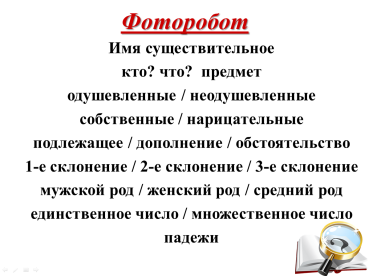 Фоторобот
Имя существительное
кто? что? предмет
одушевленные / неодушевленные
собственные / нарицательные
подлежащее / дополнение / обстоятельство
1-е склонение / 2-е склонение / 3-е склонение
мужской род / женский род / средний род
единственное число / множественное число
падежи